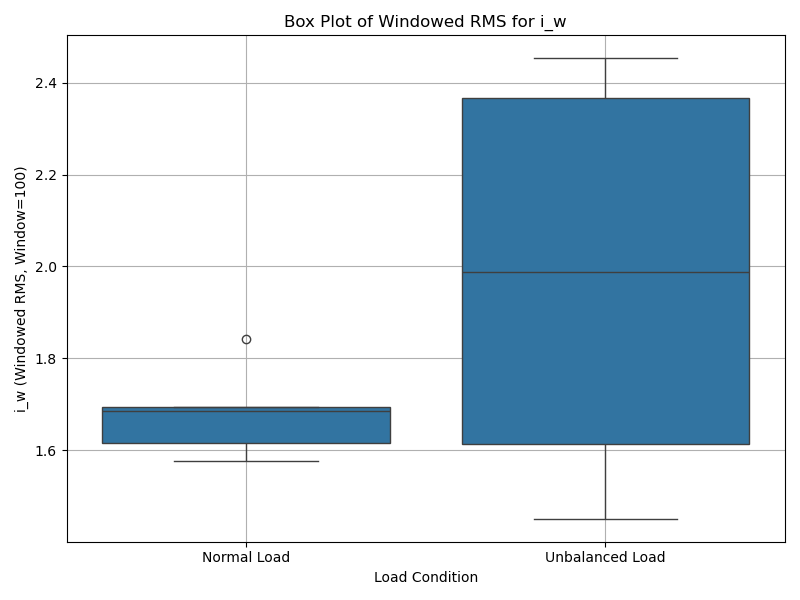 Box Plot of Windowed RMS for i_w
i_w (Windowed RMS, Window=100)
2.4
2.2
2.0
1.8
1.6
Normal Load
Unbalanced Load
Load Condition